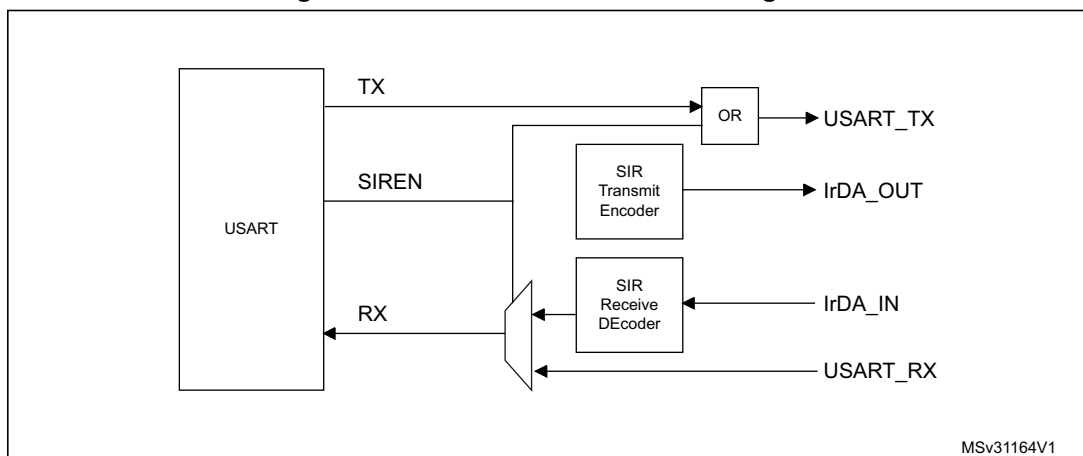 TX
OR
USART_TX
SIREN
SIR
Transmit
Encoder
IrDA_OUT
USART
SIR
Receive
DEcoder
IrDA_IN
RX
USART_RX
MSv31164V1